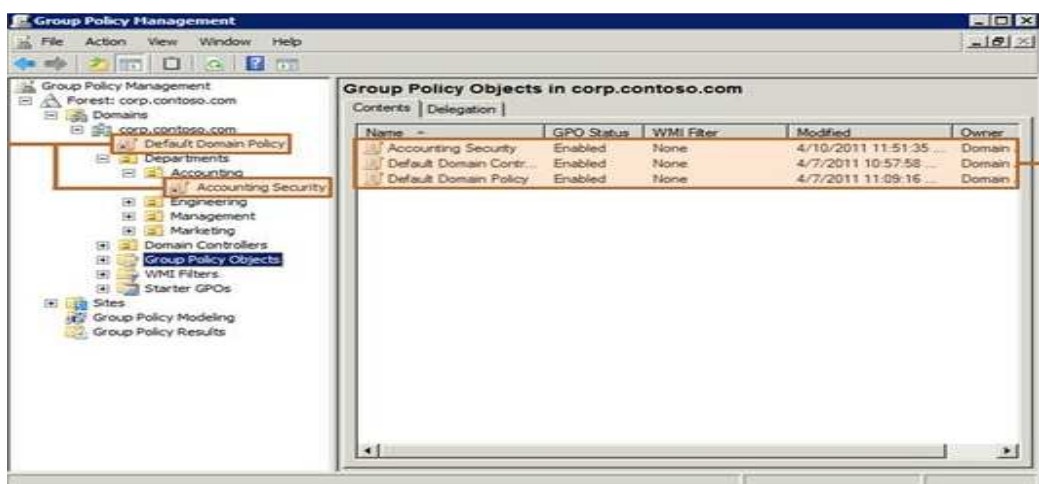 Group Policy Management
File Action View Window Help
Group Policy Management
Forest: corp.contoso.com
Domains
corp.contoso.com
Default Domain Policy
Departments
Accounting
Accounting Security
Engineering
Management
Marketing
Domain Controllers
Group Policy Objects
WMI Filters
Starter GPOs
Sites
Group Policy Modeling
Group Policy Results
Group Policy Objects in corp.contoso.com
Contents Delegation
Name GPO Status WMI Filter Modified Owner
Accounting Security Enabled None 4/10/2011 11:51:35 ... Domain
Default Domain Contr... Enabled None 4/7/2011 10:57:58 ... Domain
Default Domain Policy Enabled None 4/7/2011 11:09:16 ... Domain